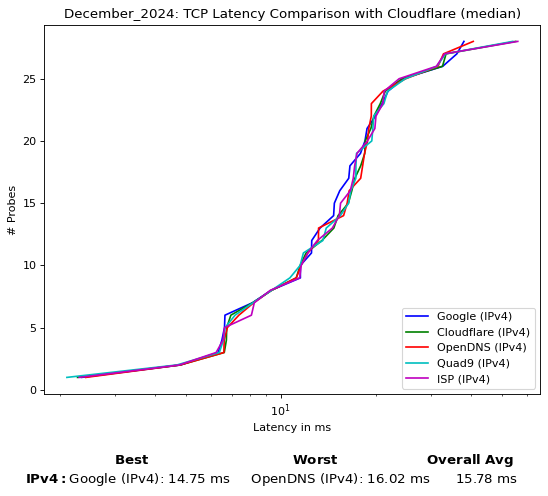 December_2024: TCP Latency Comparison with Cloudflare (median)
# Probes
25
20
15
10
5
0
Google (IPv4)
Cloudflare (IPv4)
OpenDNS (IPv4)
Quad9 (IPv4)
ISP (IPv4)
10¹
Latency in ms
Best Worst Overall Avg
IPv4: Google (IPv4): 14.75 ms OpenDNS (IPv4): 16.02 ms 15.78 ms